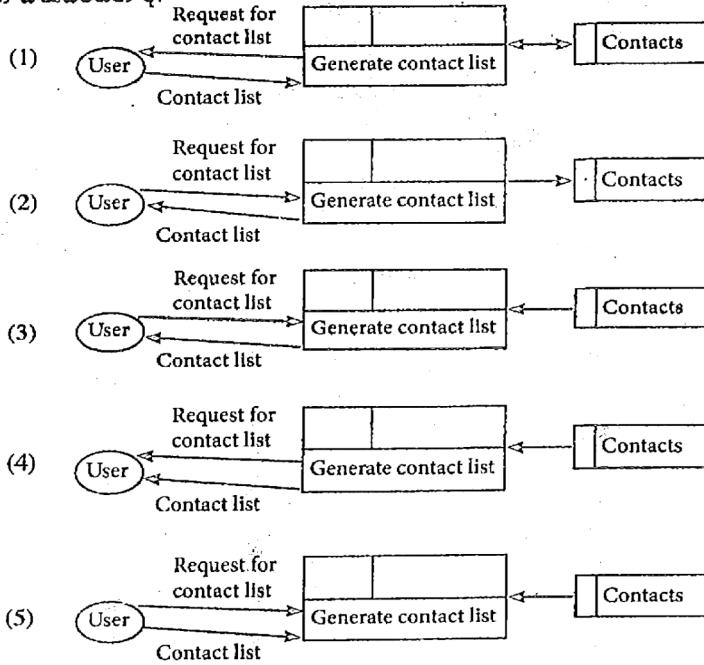 Request for
contact list
(1) User Generate contact list Contacts
Contact list
Request for
contact list
(2) User Generate contact list Contacts
Contact list
Request for
contact list
(3) User Generate contact list Contacts
Contact list
Request for
contact list
(4) User Generate contact list Contacts
Contact list
Request for
contact list
(5) User Generate contact list Contacts
Contact list